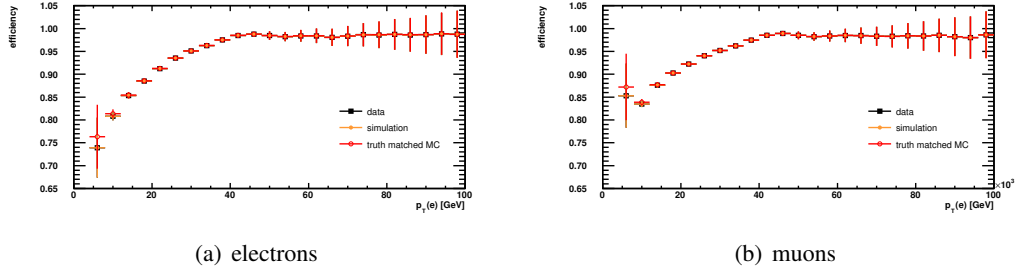 efficiency
1.05
1.00
0.95
0.90
0.85
0.80
0.75
0.70
0.65
data
simulation
truth matched MC
0 20 40 60 80 100
p_T(e) [GeV]
(a) electrons
efficiency
1.05
1.00
0.95
0.90
0.85
0.80
0.75
0.70
0.65
data
simulation
truth matched MC
0 20 40 60 80 100
×10³
p_T(e) [GeV]
(b) muons